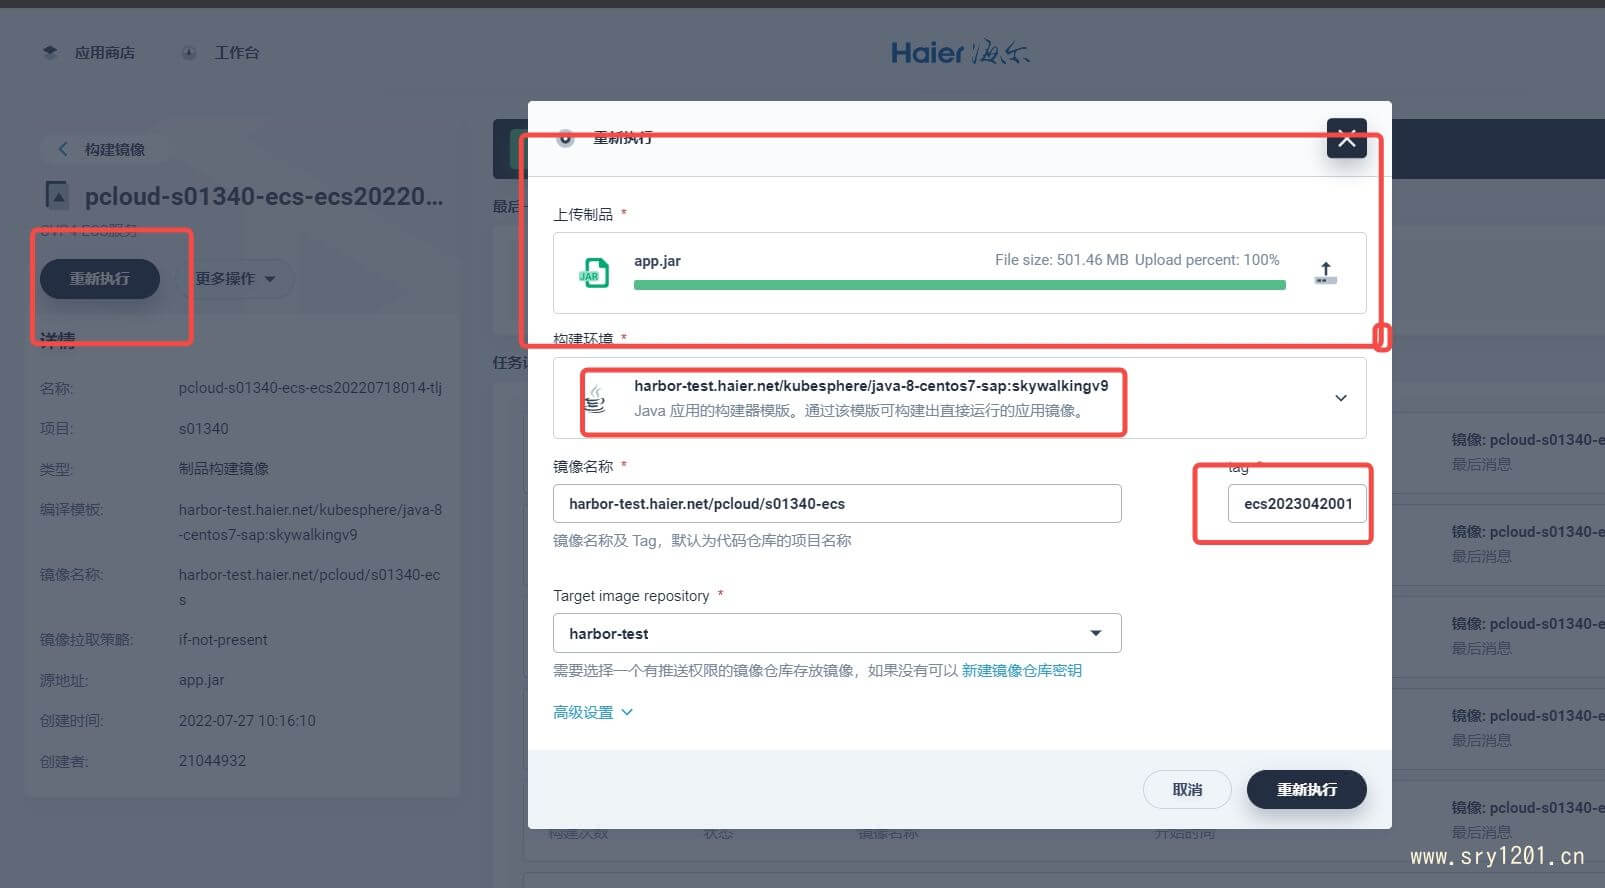 应用商店
工作台
Haier 海尔
构建镜像
pcloud-s01340-ecs-ecs20220...
重新执行
更多操作
详情
名称:
pcloud-s01340-ecs-ecs20220718014-tlj
项目:
s01340
类型:
制品构建镜像
编译模板:
harbor-test.haier.net/kubesphere/java-8
-centos7-sap:skywalkingv9
镜像名称:
harbor-test.haier.net/pcloud/s01340-ec
s
镜像拉取策略:
if-not-present
源地址:
app.jar
创建时间:
2022-07-27 10:16:10
创建者:
21044932
最后
任务
重新执行
上传制品 *
app.jar
File size: 501.46 MB Upload percent: 100%
JAR
构建环境 *
harbor-test.haier.net/kubesphere/java-8-centos7-sap:skywalkingv9
Java 应用的构建器模版。通过该模版可构建出直接运行的应用镜像。
镜像名称 *
tag *
harbor-test.haier.net/pcloud/s01340-ecs
ecs2023042001
镜像名称及 Tag，默认为代码仓库的项目名称
Target image repository *
harbor-test
需要选择一个有推送权限的镜像仓库存放镜像，如果没有可以 新建镜像仓库密钥
高级设置
取消
重新执行
镜像: pcloud-s01340-e
最后消息
镜像: pcloud-s01340-e
最后消息
镜像: pcloud-s01340-e
最后消息
镜像: pcloud-s01340-e
最后消息
镜像: pcloud-s01340-e
最后消息
构建次数
状态
镜像名称
开始时间
www.sry1201.cn